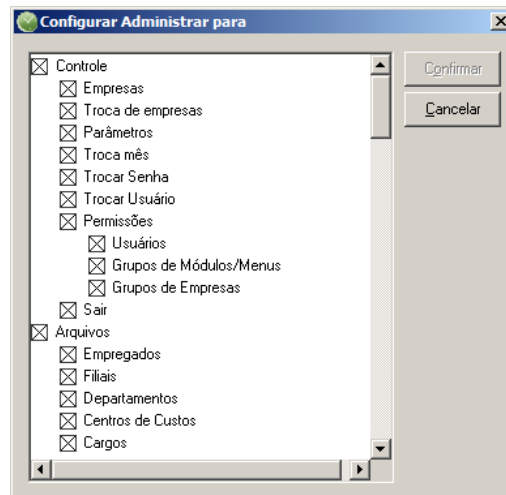 Configurar Administrar para
Controle
Empresas
Troca de empresas
Parâmetros
Troca mês
Trocar Senha
Trocar Usuário
Permissões
Usuários
Grupos de Módulos/Menus
Grupos de Empresas
Sair
Arquivos
Empregados
Filiais
Departamentos
Centros de Custos
Cargos
Confirmar
Cancelar